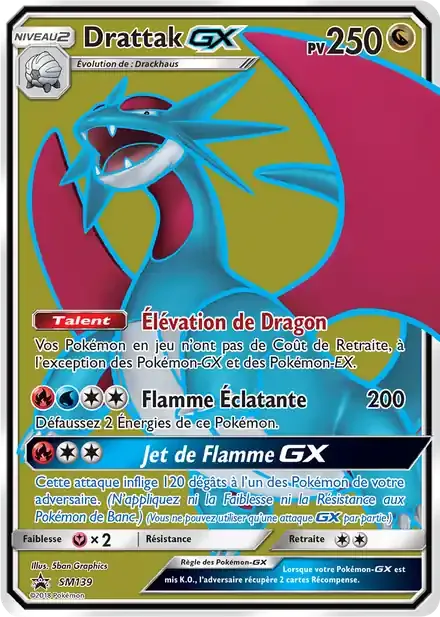 NIVEAU2 Drattak GX PV250
Évolution de : Drackhaus
Talent Élévation de Dragon
Vos Pokémon en jeu n'ont pas de Coût de Retraite, à
l'exception des Pokémon-GX et des Pokémon-EX.
Flamme Éclatante 200
Défaussez 2 Énergies de ce Pokémon.
Jet de Flamme GX
Cette attaque inflige 120 dégâts à l'un des Pokémon de votre
adversaire. (N'appliquez ni la Faiblesse ni la Résistance aux
Pokémon de Banc.) (Vous ne pouvez utiliser qu'une attaque GX par partie.)
Faiblesse × 2 Résistance Retraite
Illus. 5ban Graphics
Règle des Pokémon-GX Lorsque votre Pokémon-GX est
mis K.O., l'adversaire récupère 2 cartes Récompense.
PROMO SM139
©2018 Pokémon